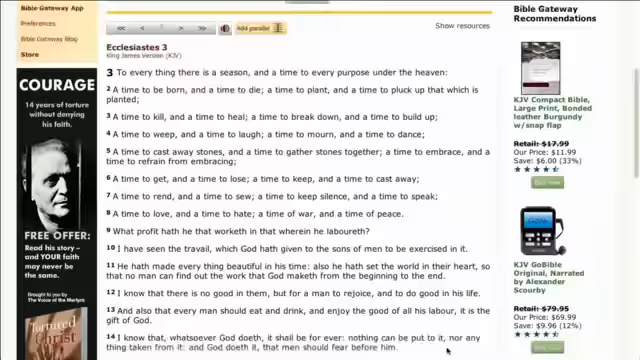 Bible Gateway App
Preferences
Bible Gateway Blog
Store
COURAGE
14 years of torture
without denying
his faith.
FREE OFFER:
Read his story -
and YOUR faith
may never be
the same.
Brought to you by
The Voice of the Martyrs
Tortured
for
Christ
Add parallel
Show resources
Ecclesiastes 3
King James Version (KJV)
3 To every thing there is a season, and a time to every purpose under the heaven:
2 A time to be born, and a time to die; a time to plant, and a time to pluck up that which is
planted;
3 A time to kill, and a time to heal; a time to break down, and a time to build up;
4 A time to weep, and a time to laugh; a time to mourn, and a time to dance;
5 A time to cast away stones, and a time to gather stones together; a time to embrace, and a
time to refrain from embracing;
6 A time to get, and a time to lose; a time to keep, and a time to cast away;
7 A time to rend, and a time to sew; a time to keep silence, and a time to speak;
8 A time to love, and a time to hate; a time of war, and a time of peace.
9 What profit hath he that worketh in that wherein he laboureth?
10 I have seen the travail, which God hath given to the sons of men to be exercised in it.
11 He hath made every thing beautiful in his time: also he hath set the world in their heart, so
that no man can find out the work that God maketh from the beginning to the end.
12 I know that there is no good in them, but for a man to rejoice, and to do good in his life.
13 And also that every man should eat and drink, and enjoy the good of all his labour, it is the
gift of God.
14 I know that, whatsoever God doeth, it shall be for ever: nothing can be put to it, nor any
thing taken from it: and God doeth it, that men should fear before him.
Bible Gateway
Recommendations
KJV Compact Bible,
Large Print, Bonded
leather Burgundy
w/snap flap
Retail: $17.99
Our Price: $11.99
Save: $6.00 (33%)
Buy now
KJV GoBible
Original, Narrated
by Alexander
Scourby
Retail: $79.95
Our Price: $69.99
Save: $9.96 (12%)
Buy now